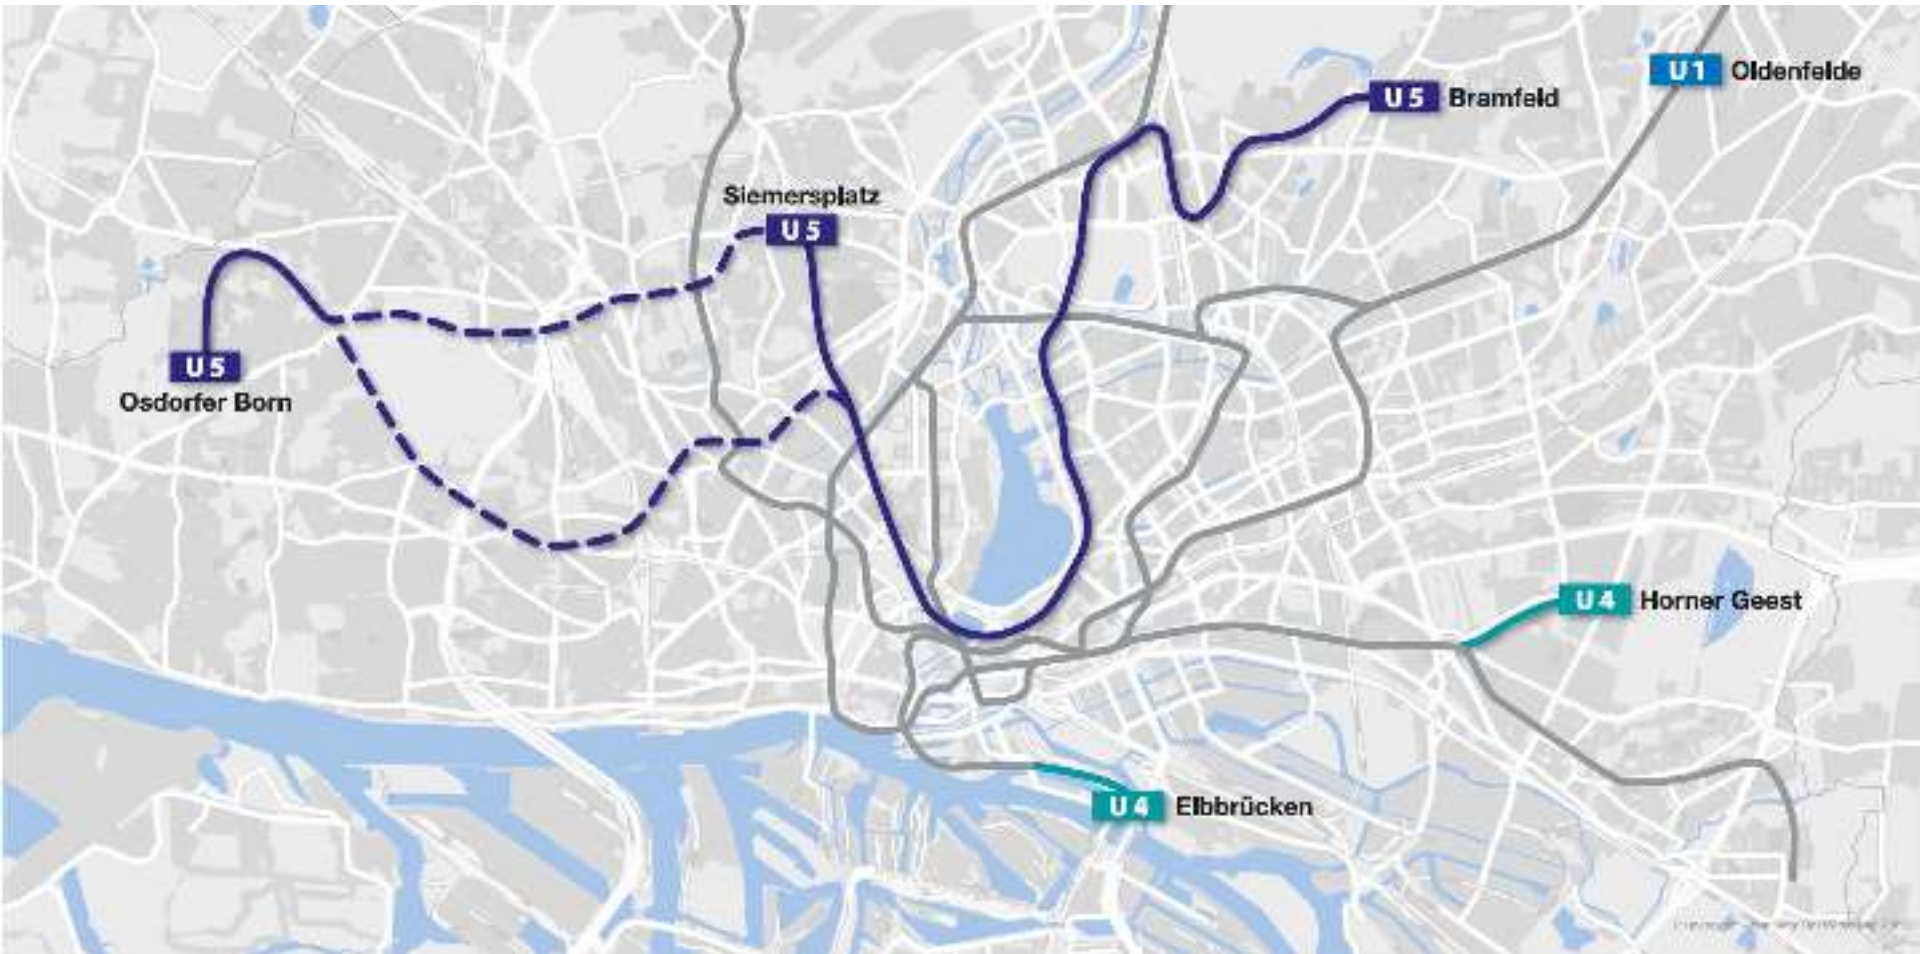 U1 Oldenfelde
U5 Bramfeld
Siemersplatz
U5
U5
Osdorfer Born
U4 Horner Geest
U4 Elbbrücken